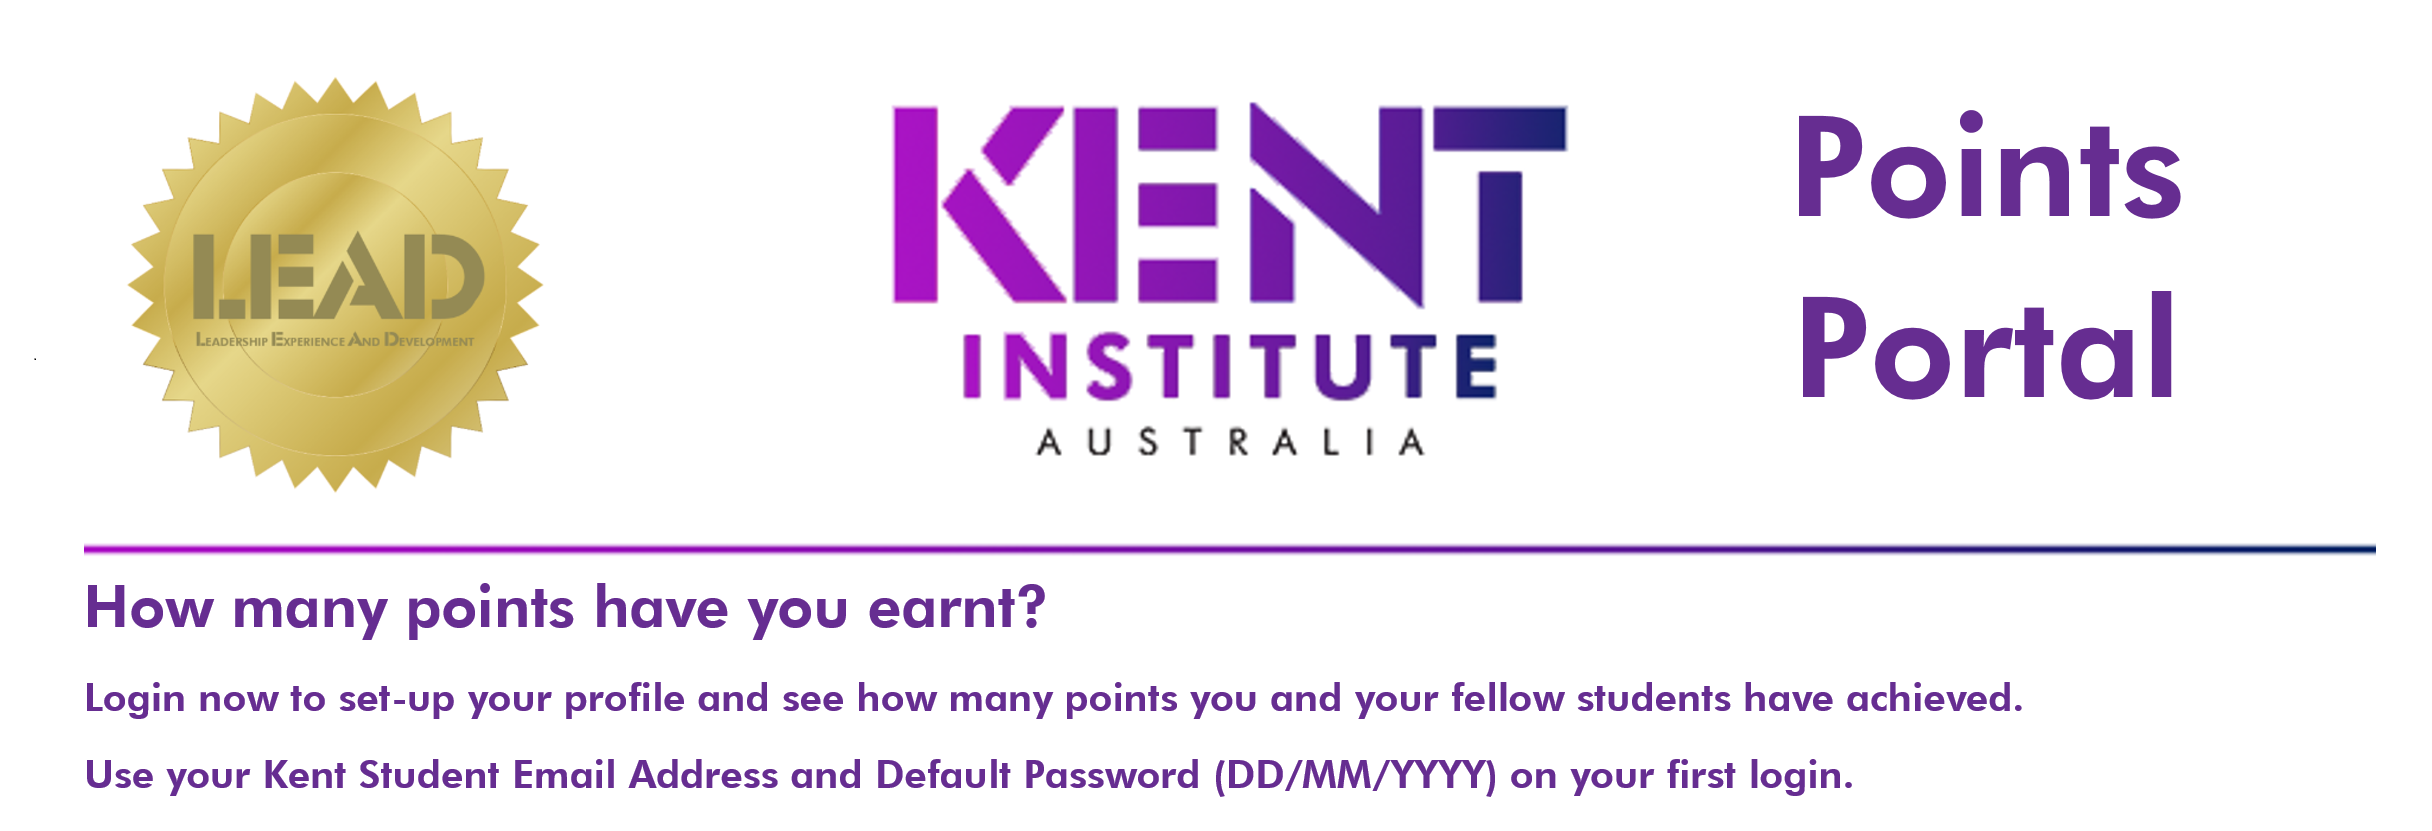 LEAD
LEADERSHIP EXPERIENCE AND DEVELOPMENT
KENT
INSTITUTE
AUSTRALIA
Points
Portal
How many points have you earnt?
Login now to set-up your profile and see how many points you and your fellow students have achieved.
Use your Kent Student Email Address and Default Password (DD/MM/YYYY) on your first login.